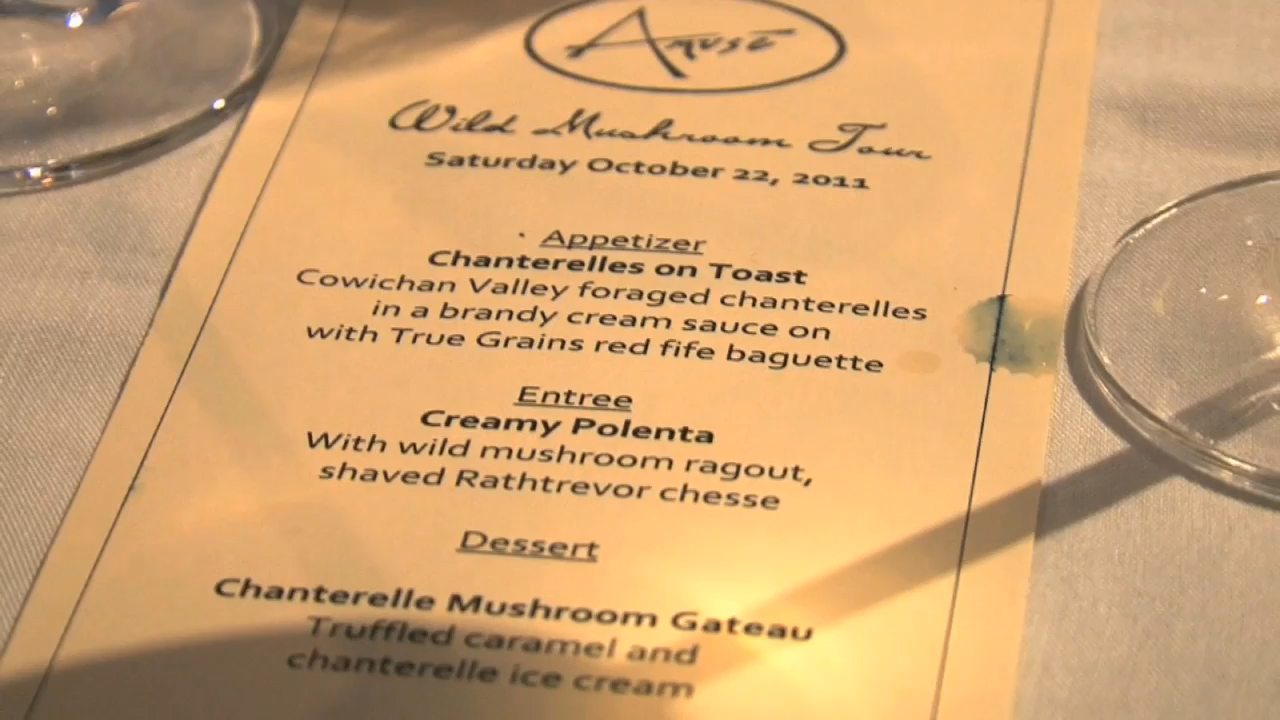 Amusé
Wild Mushroom Tour
Saturday October 22, 2011
Appetizer
Chanterelles on Toast
Cowichan Valley foraged chanterelles
in a brandy cream sauce on
with True Grains red fife baguette
Entree
Creamy Polenta
With wild mushroom ragout,
shaved Rathtrevor chesse
Dessert
Chanterelle Mushroom Gateau
Truffled caramel and
chanterelle ice cream